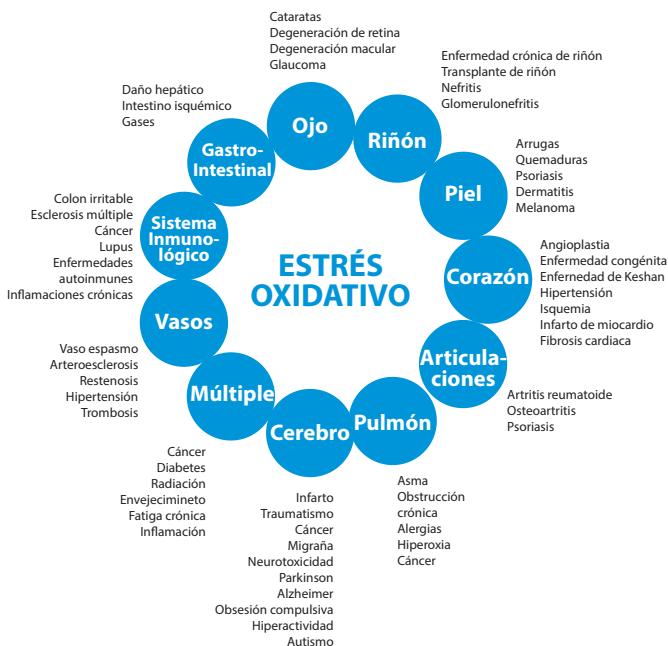 Cataratas
Degeneración de retina
Degeneración macular
Glaucoma
Ojo
Enfermedad crónica de riñón
Transplante de riñón
Nefritis
Glomerulonefritis
Riñón
Arrugas
Quemaduras
Psoriasis
Dermatitis
Melanoma
Piel
Angioplastia
Enfermedad congénita
Enfernedad de Keshan
Hipertensión
Isquemia
Infarto de miocardio
Fibrosis cardiaca
Corazón
Articula-
ciones
Artritis reumatoide
Osteoartritis
Psoriasis
Pulmón
Asma
Obstrucción
crónica
Alergias
Hiperoxia
Cáncer
Cerebro
Infarto
Traumatismo
Cáncer
Migraña
Neurotoxicidad
Parkinson
Alzheimer
Obsesión compulsiva
Hiperactividad
Autismo
Múltiple
Cáncer
Diabetes
Radiación
Envejecimineto
Fatiga crónica
Inflamación
Vasos
Vaso espasmo
Arteroesclerosis
Restenosis
Hipertensión
Trombosis
Sistema
Inmuno-
lógico
Colon irritable
Esclerosis múltiple
Cáncer
Lupus
Enfermedades
autoinmunes
Inflamaciones crónicas
Gastro-
Intestinal
Daño hepático
Intestino isquémico
Gases
ESTRÉS
OXIDATIVO